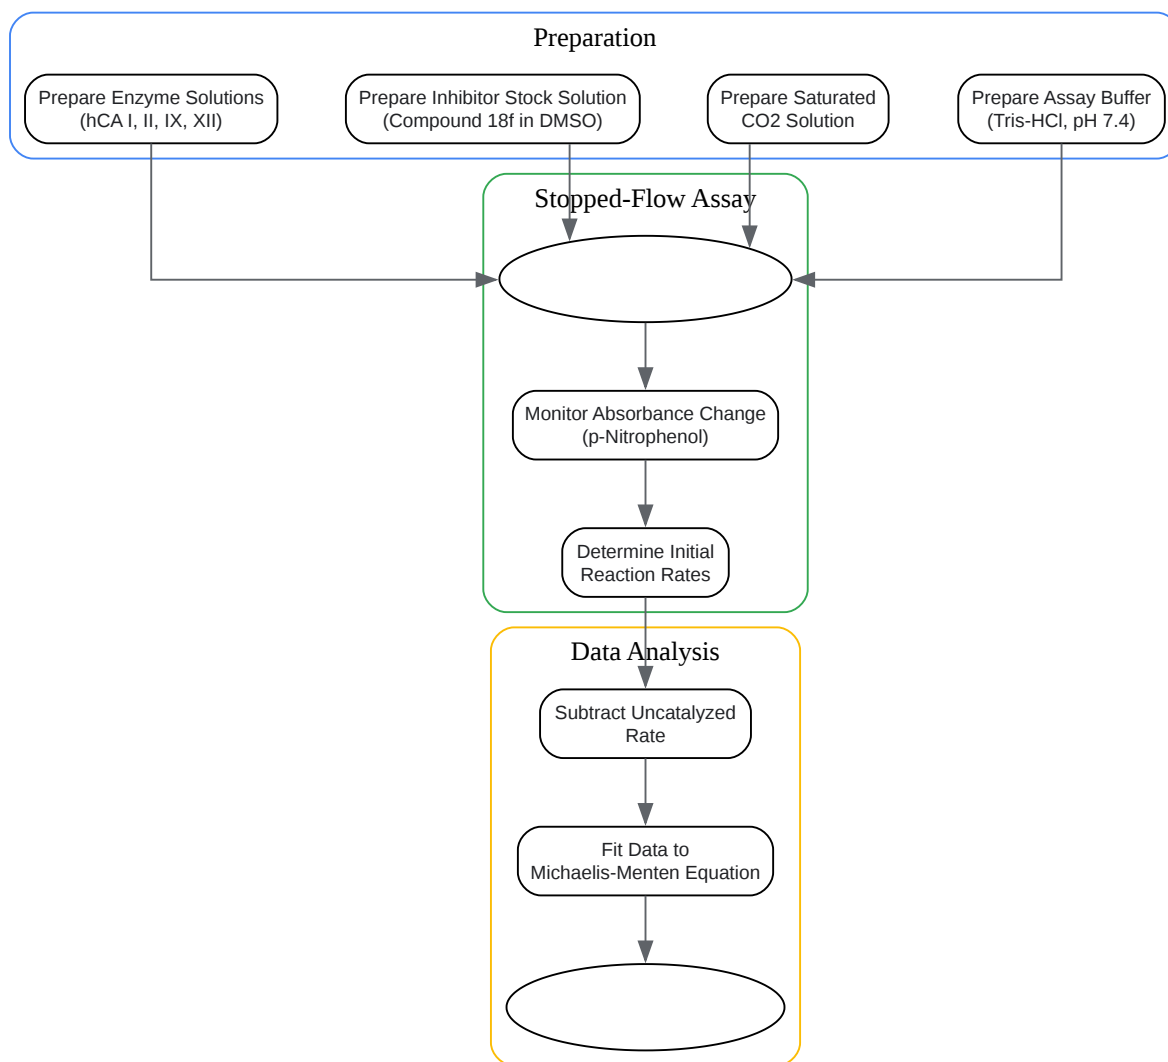 Preparation
Prepare Enzyme Solutions
(hCA I, II, IX, XII)
Prepare Inhibitor Stock Solution
(Compound 18f in DMSO)
Prepare Saturated
CO2 Solution
Prepare Assay Buffer
(Tris-HCl, pH 7.4)
Stopped-Flow Assay
Monitor Absorbance Change
(p-Nitrophenol)
Determine Initial
Reaction Rates
Data Analysis
Subtract Uncatalyzed
Rate
Fit Data to
Michaelis-Menten Equation